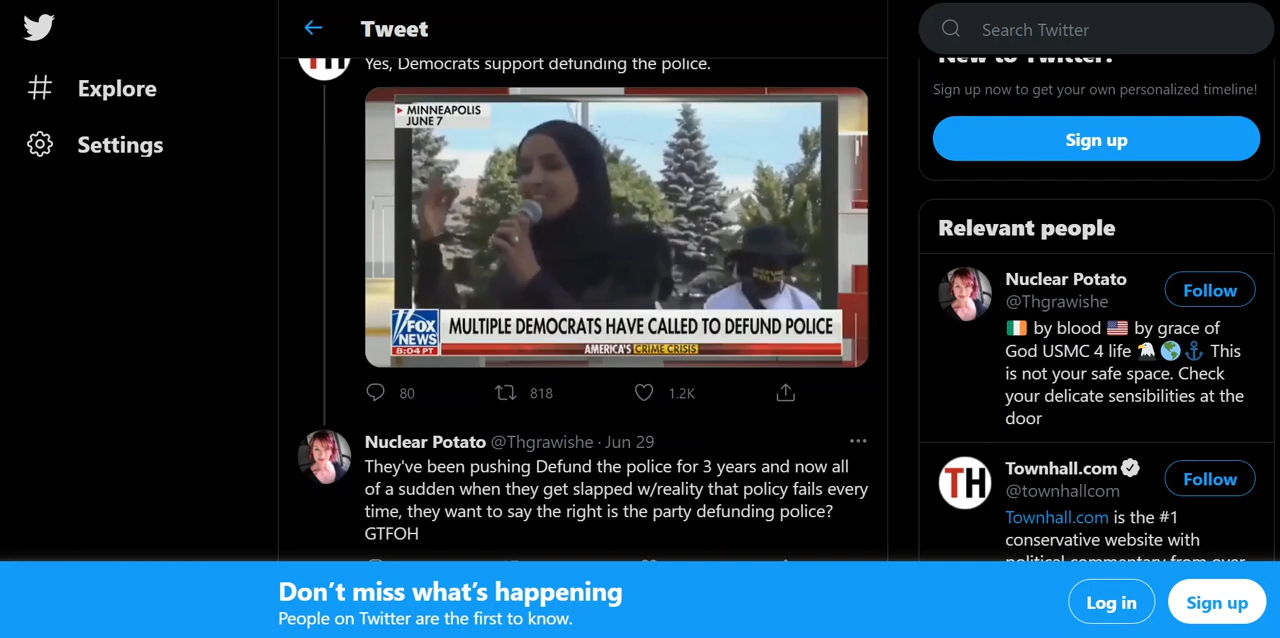 Tweet
Search Twitter
Explore
Settings
TH
Yes, Democrats support defunding the police.
MINNEAPOLIS
JUNE 7
DEFUND
POLICE
FOX
NEWS
8:04 PT
MULTIPLE DEMOCRATS HAVE CALLED TO DEFUND POLICE
AMERICA'S CRIME CRISIS
80 818 1.2K
Nuclear Potato @Thgrawishe · Jun 29
They've been pushing Defund the police for 3 years and now all
of a sudden when they get slapped w/reality that policy fails every
time, they want to say the right is the party defunding police?
GTFOH
New to Twitter?
Sign up now to get your own personalized timeline!
Sign up
Relevant people
Nuclear Potato
@Thgrawishe
Follow
🇮🇪 by blood 🇺🇸 by grace of
God USMC 4 life 🦅🌎⚓ This
is not your safe space. Check
your delicate sensibilities at the
door
TH
Townhall.com
@townhallcom
Follow
Townhall.com is the #1
conservative website with
political commentary from over
Don't miss what's happening
People on Twitter are the first to know.
Log in
Sign up